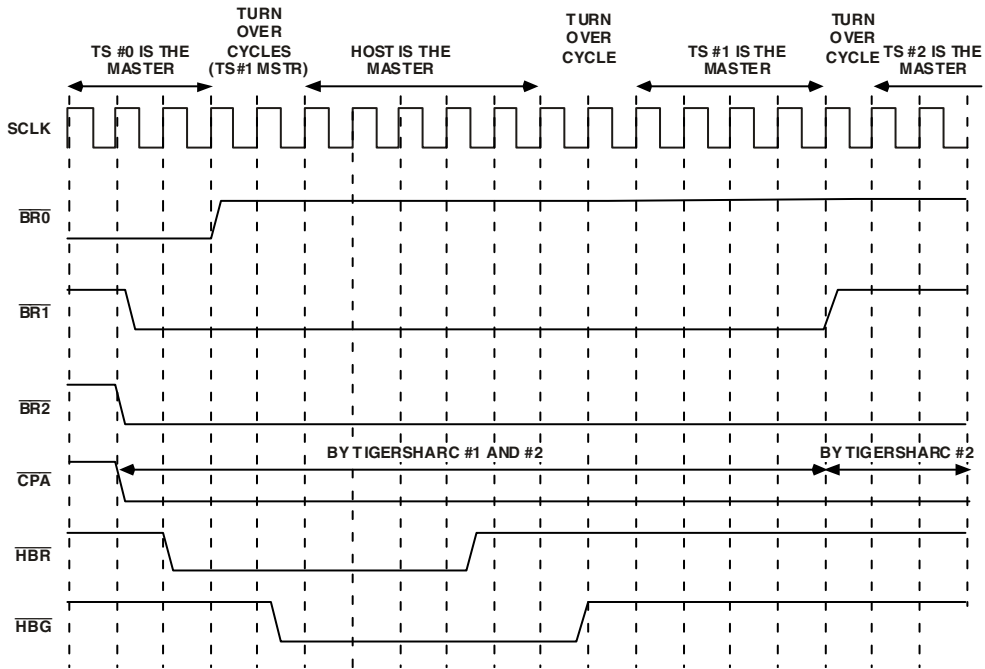 TS #0 IS THE
MASTER
TURN
OVER
CYCLES
(TS#1 MSTR)
HOST IS THE
MASTER
TURN
OVER
CYCLE
TS #1 IS THE
MASTER
TURN
OVER
CYCLE
TS #2 IS THE
MASTER
SCLK
BR0
BR1
BR2
CPA
BY TIGERSHARC #1 AND #2
BY TIGERSHARC #2
HBR
HBG